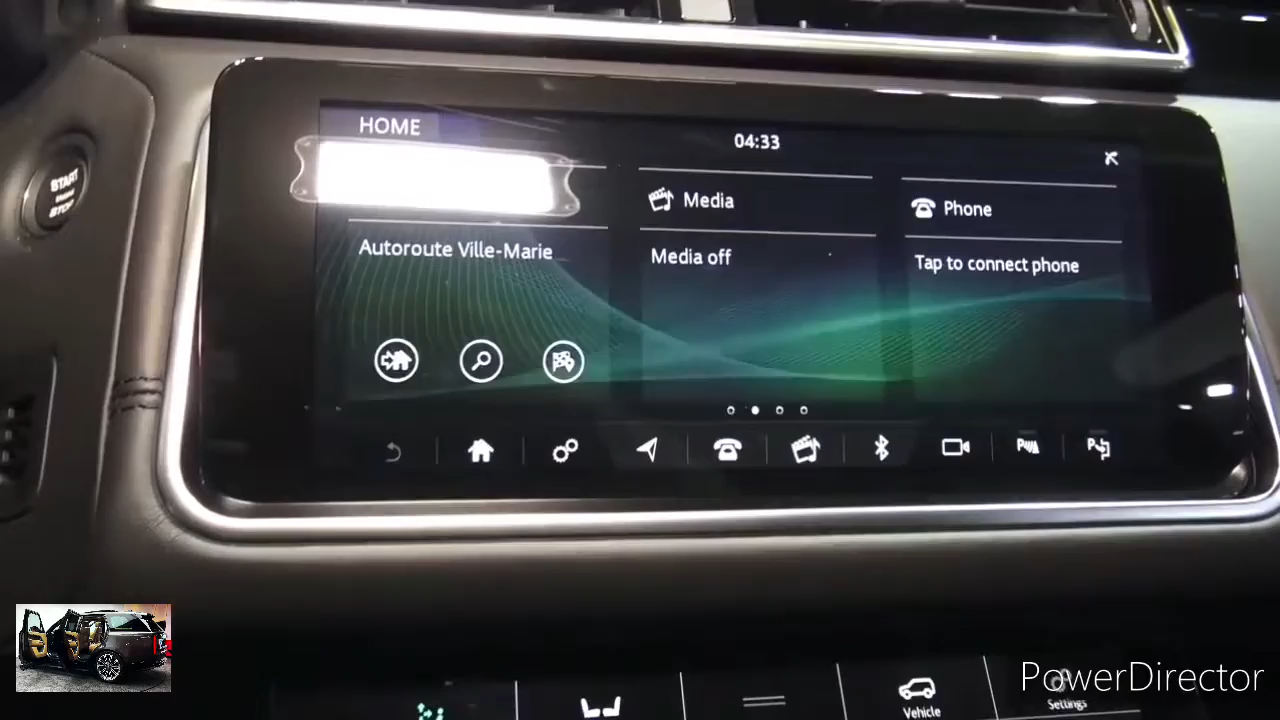 HOME
04:33
START
STOP
Media
Phone
Autoroute Ville-Marie
Media off
Tap to connect phone
Vehicle
Settings
PowerDirector